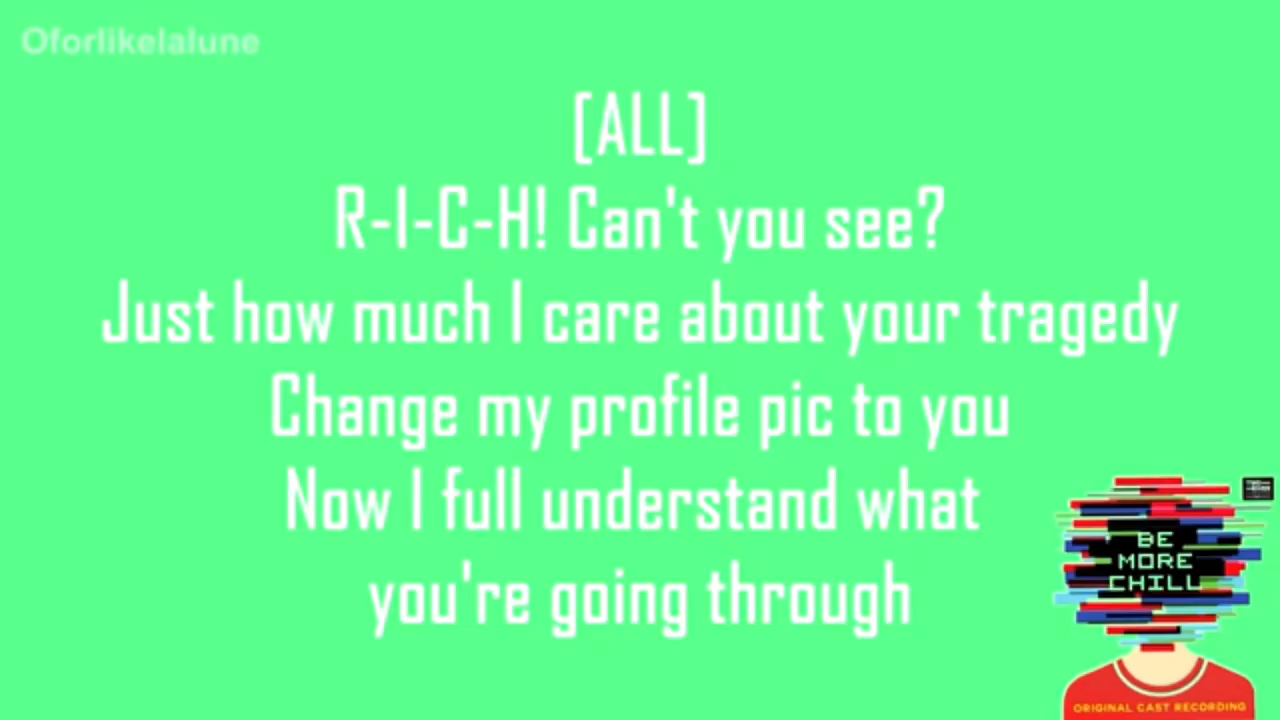 Oforlikelalune
[ALL]
R-I-C-H! Can't you see?
Just how much I care about your tragedy
Change my profile pic to you
Now I full understand what
you're going through
BE
MORE
CHILL
ORIGINAL CAST RECORDING